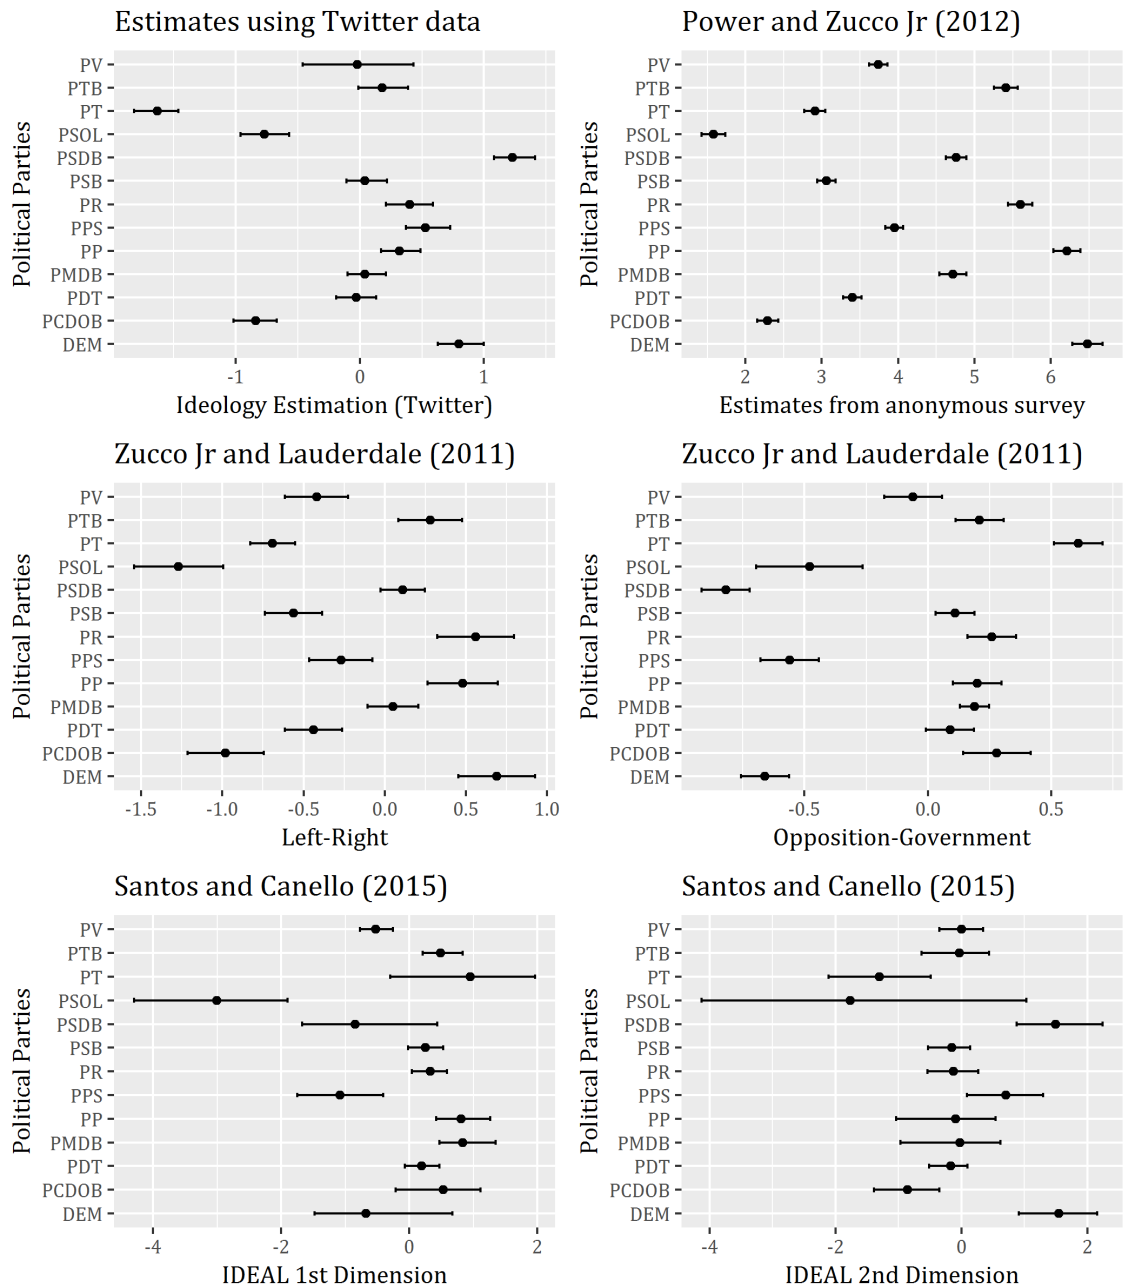 Estimates using Twitter data
Political Parties
PV
PTB
PT
PSOL
PSDB
PSB
PR
PPS
PP
PMDB
PDT
PCDOB
DEM
-1 0 1
Ideology Estimation (Twitter)
Power and Zucco Jr (2012)
Political Parties
PV
PTB
PT
PSOL
PSDB
PSB
PR
PPS
PP
PMDB
PDT
PCDOB
DEM
2 3 4 5 6
Estimates from anonymous survey
Zucco Jr and Lauderdale (2011)
Political Parties
PV
PTB
PT
PSOL
PSDB
PSB
PR
PPS
PP
PMDB
PDT
PCDOB
DEM
-1.5 -1.0 -0.5 0.0 0.5 1.0
Left-Right
Zucco Jr and Lauderdale (2011)
Political Parties
PV
PTB
PT
PSOL
PSDB
PSB
PR
PPS
PP
PMDB
PDT
PCDOB
DEM
-0.5 0.0 0.5
Opposition-Government
Santos and Canello (2015)
Political Parties
PV
PTB
PT
PSOL
PSDB
PSB
PR
PPS
PP
PMDB
PDT
PCDOB
DEM
-4 -2 0 2
IDEAL 1st Dimension
Santos and Canello (2015)
Political Parties
PV
PTB
PT
PSOL
PSDB
PSB
PR
PPS
PP
PMDB
PDT
PCDOB
DEM
-4 -2 0 2
IDEAL 2nd Dimension